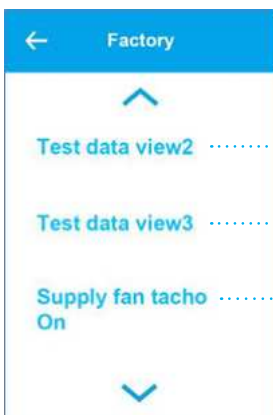 Factory
Test data view2
Test data view3
Supply fan tacho
On